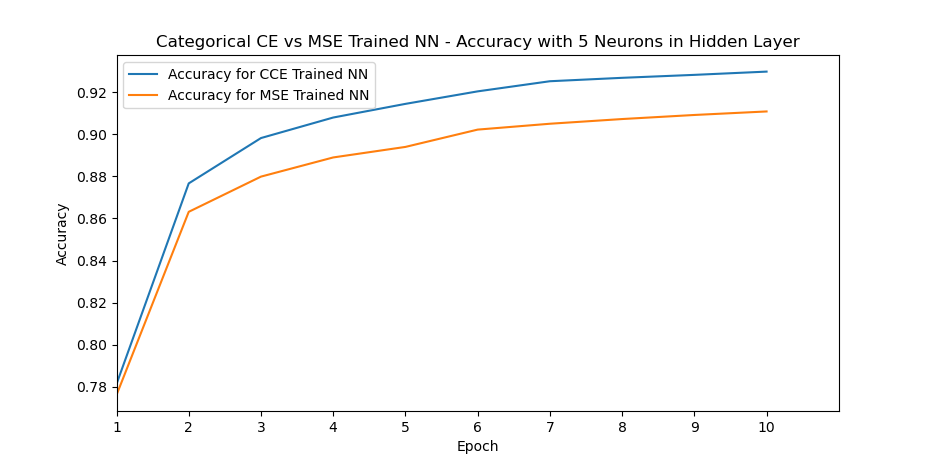 Categorical CE vs MSE Trained NN - Accuracy with 5 Neurons in Hidden Layer
Accuracy for CCE Trained NN
Accuracy for MSE Trained NN
0.92
0.90
0.88
0.86
0.84
0.82
0.80
0.78
Accuracy
1 2 3 4 5 6 7 8 9 10
Epoch